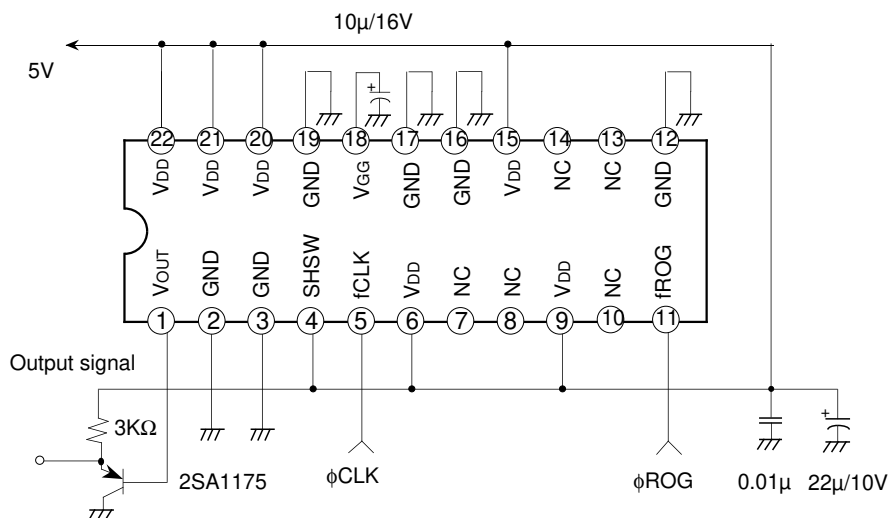 10μ/16V
5V
+
22 21 20 19 18 17 16 15 14 13 12
VDD VDD VDD GND VGG GND GND VDD NC NC GND
VOUT GND GND SHSW fCLK VDD NC NC VDD NC fROG
1 2 3 4 5 6 7 8 9 10 11
Output signal
3KΩ
+
2SA1175
ϕCLK
ϕROG
0.01μ
22μ/10V